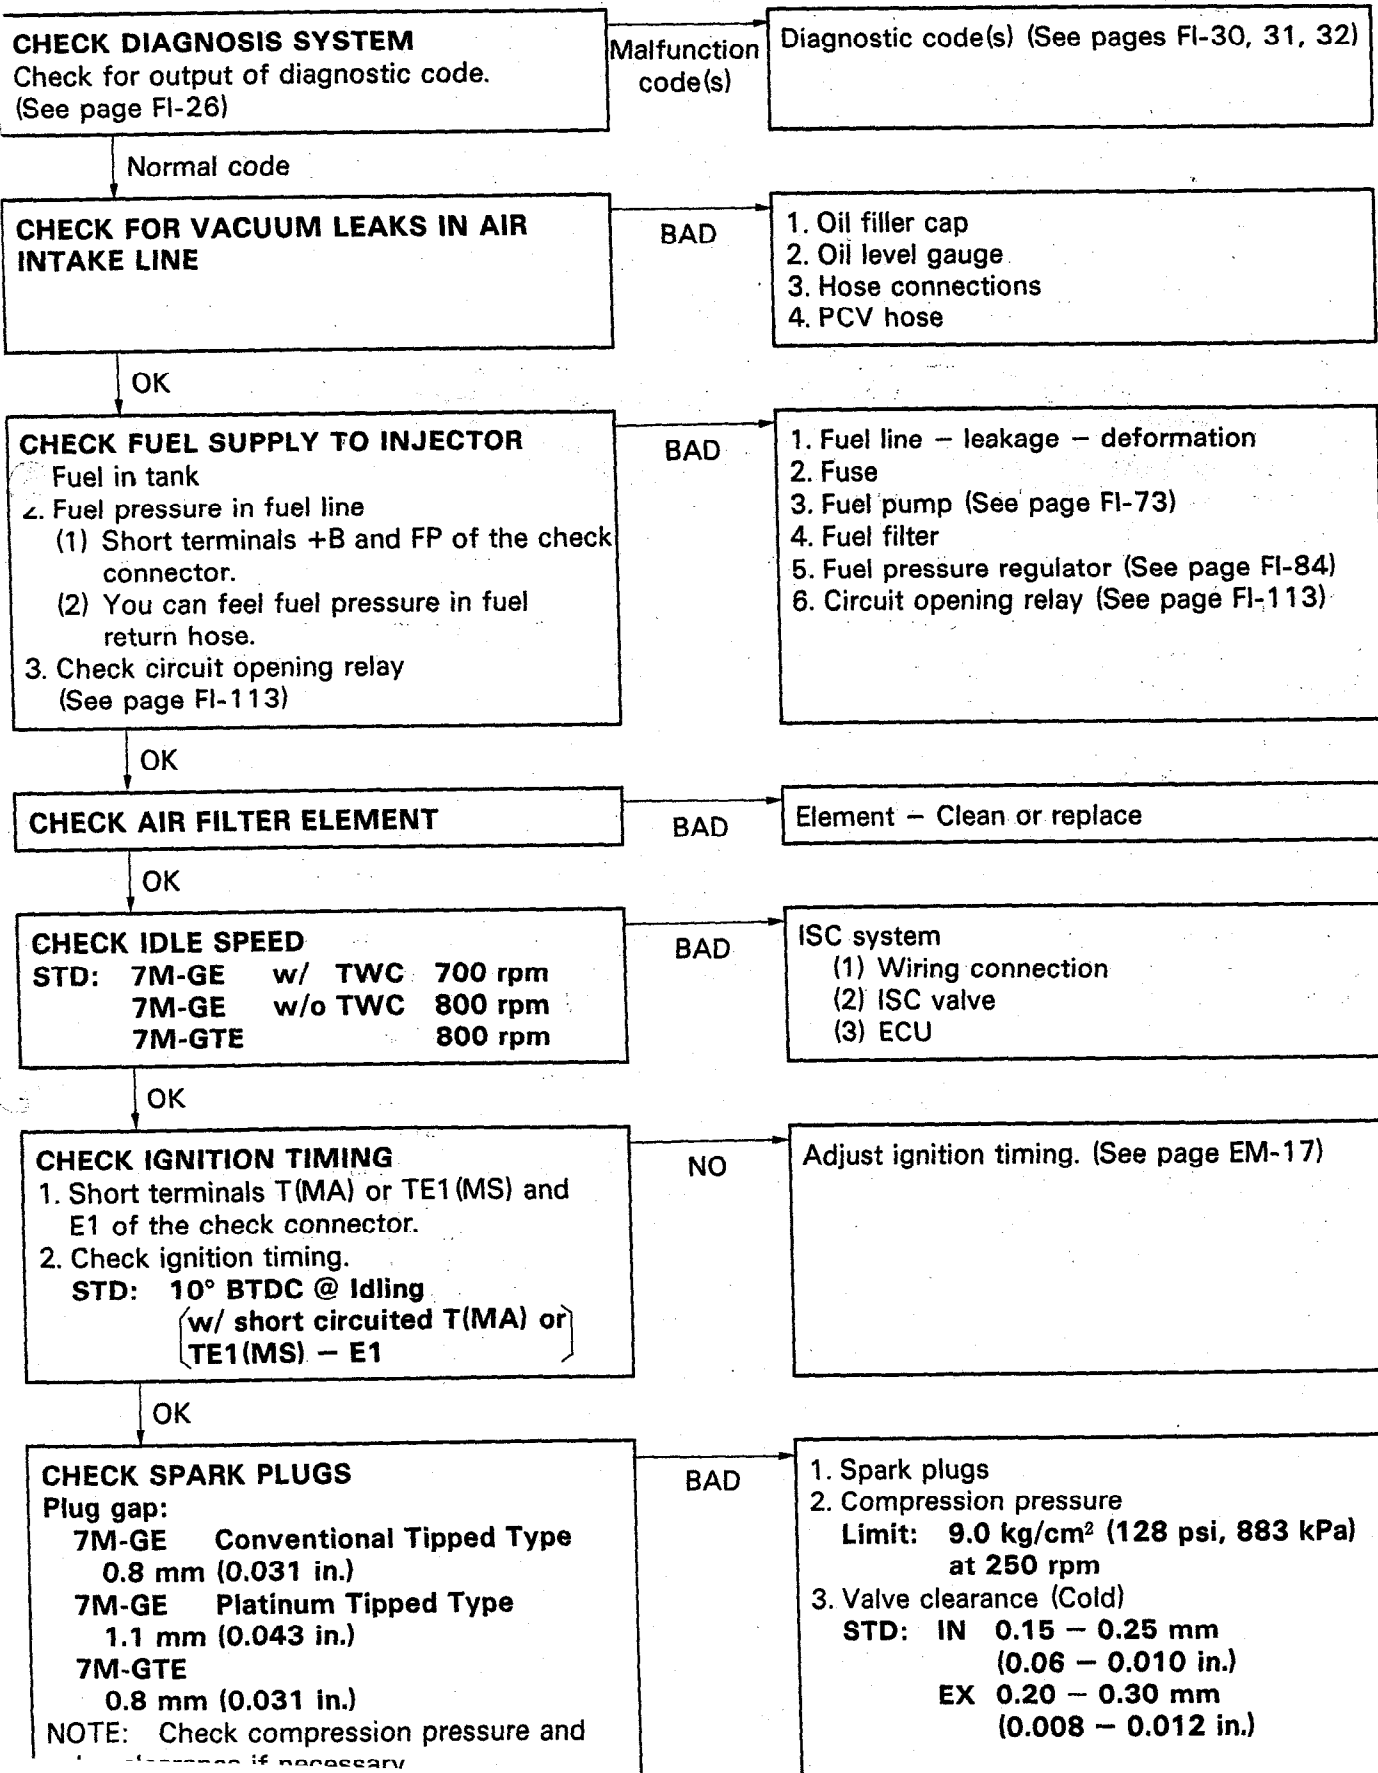 CHECK DIAGNOSIS SYSTEM
Check for output of diagnostic code.
(See page FI-26)
Malfunction
code(s)
Diagnostic code(s) (See pages FI-30, 31, 32)
Normal code
CHECK FOR VACUUM LEAKS IN AIR
INTAKE LINE
BAD
1. Oil filler cap
2. Oil level gauge
3. Hose connections
4. PCV hose
OK
CHECK FUEL SUPPLY TO INJECTOR
Fuel in tank
2. Fuel pressure in fuel line
(1) Short terminals +B and FP of the check
connector.
(2) You can feel fuel pressure in fuel
return hose.
3. Check circuit opening relay
(See page FI-113)
BAD
1. Fuel line – leakage – deformation
2. Fuse
3. Fuel pump (See page FI-73)
4. Fuel filter
5. Fuel pressure regulator (See page FI-84)
6. Circuit opening relay (See page FI-113)
OK
CHECK AIR FILTER ELEMENT
BAD
Element – Clean or replace
OK
CHECK IDLE SPEED
STD: 7M-GE w/ TWC 700 rpm
7M-GE w/o TWC 800 rpm
7M-GTE 800 rpm
BAD
ISC system
(1) Wiring connection
(2) ISC valve
(3) ECU
OK
CHECK IGNITION TIMING
1. Short terminals T(MA) or TE1(MS) and
E1 of the check connector.
2. Check ignition timing.
STD: 10° BTDC @ Idling
(w/ short circuited T(MA) or
TE1(MS) – E1 )
NO
Adjust ignition timing. (See page EM-17)
OK
CHECK SPARK PLUGS
Plug gap:
7M-GE Conventional Tipped Type
0.8 mm (0.031 in.)
7M-GE Platinum Tipped Type
1.1 mm (0.043 in.)
7M-GTE
0.8 mm (0.031 in.)
NOTE: Check compression pressure and
clearance if necessary
BAD
1. Spark plugs
2. Compression pressure
Limit: 9.0 kg/cm² (128 psi, 883 kPa)
at 250 rpm
3. Valve clearance (Cold)
STD: IN 0.15 – 0.25 mm
(0.06 – 0.010 in.)
EX 0.20 – 0.30 mm
(0.008 – 0.012 in.)